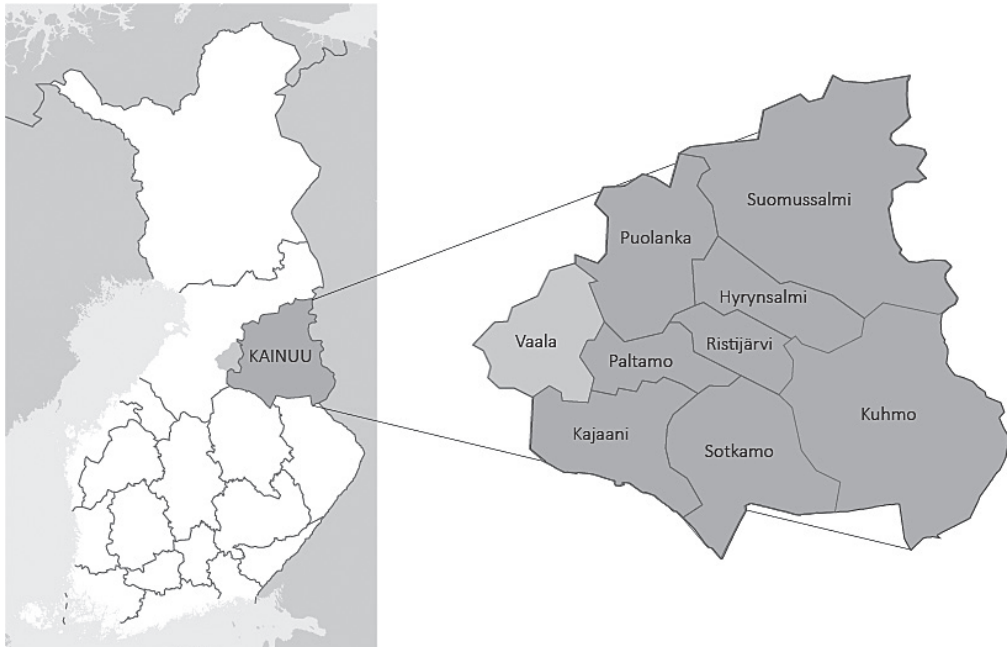 KAINUU
Suomussalmi
Puolanka
Hyrynsalmi
Vaala
Ristijärvi
Paltamo
Kuhmo
Kajaani
Sotkamo